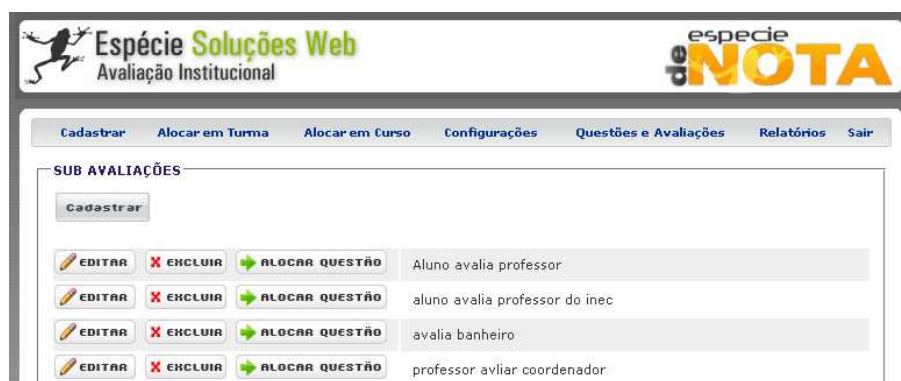 Espécie Soluções Web
Avaliação Institucional
especie
de NOTA
Cadastrar Alocar em Turma Alocar em Curso Configurações Questões e Avaliações Relatórios Sair
SUB AVALIAÇÕES
Cadastrar
EDITAR EXCLUIR ALOCAR QUESTÃO Aluno avalia professor
EDITAR EXCLUIR ALOCAR QUESTÃO aluno avalia professor do inec
EDITAR EXCLUIR ALOCAR QUESTÃO avalia banheiro
EDITAR EXCLUIR ALOCAR QUESTÃO professor avliar coordenador